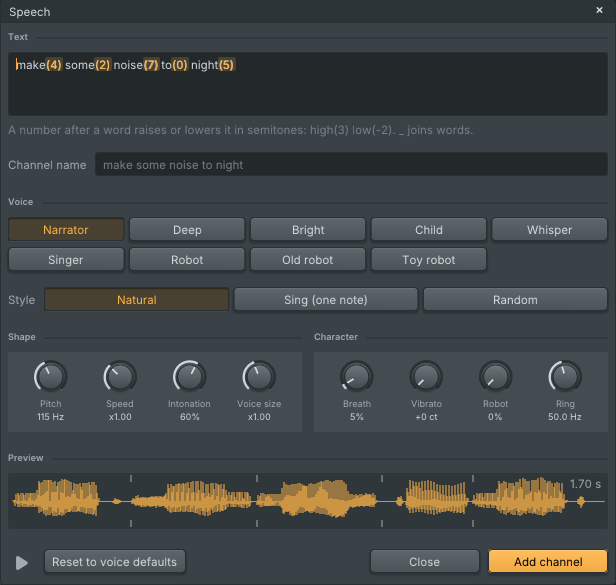 Speech ×
Text
make(4) some(2) noise(7) to(0) night(5)
A number after a word raises or lowers it in semitones: high(3) low(-2). _ joins words.
Channel name make some noise to night
Voice
Narrator Deep Bright Child Whisper
Singer Robot Old robot Toy robot
Style Natural Sing (one note) Random
Shape Character
Pitch Speed Intonation Voice size Breath Vibrato Robot Ring
115 Hz x1.00 60% x1.00 5% +0 ct 0% 50.0 Hz
Preview
1.70 s
Reset to voice defaults Close Add channel